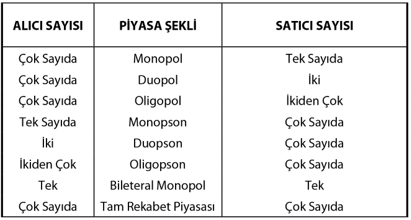 ALICI SAYISI PİYASA ŞEKLİ SATICI SAYISI
Çok Sayıda Monopol Tek Sayıda
Çok Sayıda Duopol İki
Çok Sayıda Oligopol İkiden Çok
Tek Sayıda Monopson Çok Sayıda
İki Duopson Çok Sayıda
İkiden Çok Oligopson Çok Sayıda
Tek Bileteral Monopol Tek
Çok Sayıda Tam Rekabet Piyasası Çok Sayıda